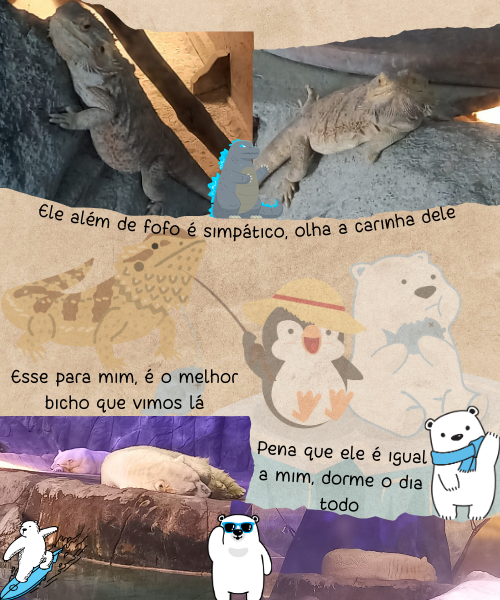 Ele além de fofo é simpático, olha a carinha dele
Esse para mim, é o melhor
bicho que vimos lá
Pena que ele é igual
a mim, dorme o dia
todo